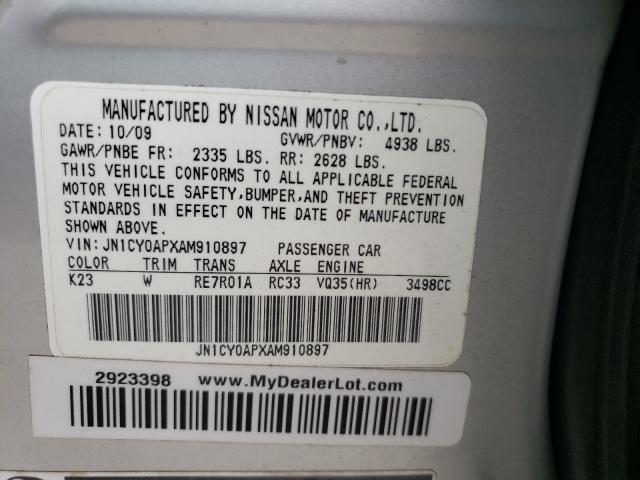 MANUFACTURED BY NISSAN MOTOR CO.,LTD.
DATE: 10/09 GVWR/PNBV: 4938 LBS.
GAWR/PNBE FR: 2335 LBS. RR: 2628 LBS.
THIS VEHICLE CONFORMS TO ALL APPLICABLE FEDERAL
MOTOR VEHICLE SAFETY,BUMPER,AND THEFT PREVENTION
STANDARDS IN EFFECT ON THE DATE OF MANUFACTURE
SHOWN ABOVE.
VIN: JN1CY0APXAM910897 PASSENGER CAR
COLOR TRIM TRANS AXLE ENGINE
K23 W RE7R01A RC33 VQ35(HR) 3498CC
JN1CY0APXAM910897
2923398 www.MyDealerLot.com